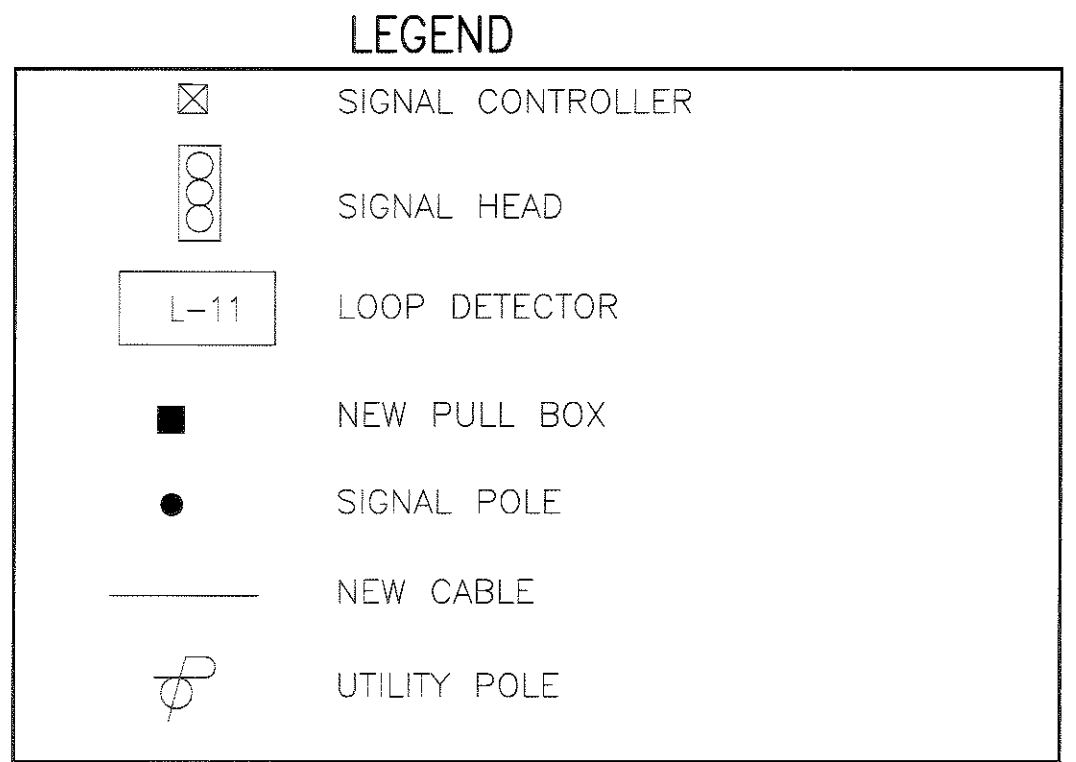 LEGEND
SIGNAL CONTROLLER
SIGNAL HEAD
L-11 LOOP DETECTOR
NEW PULL BOX
SIGNAL POLE
NEW CABLE
UTILITY POLE